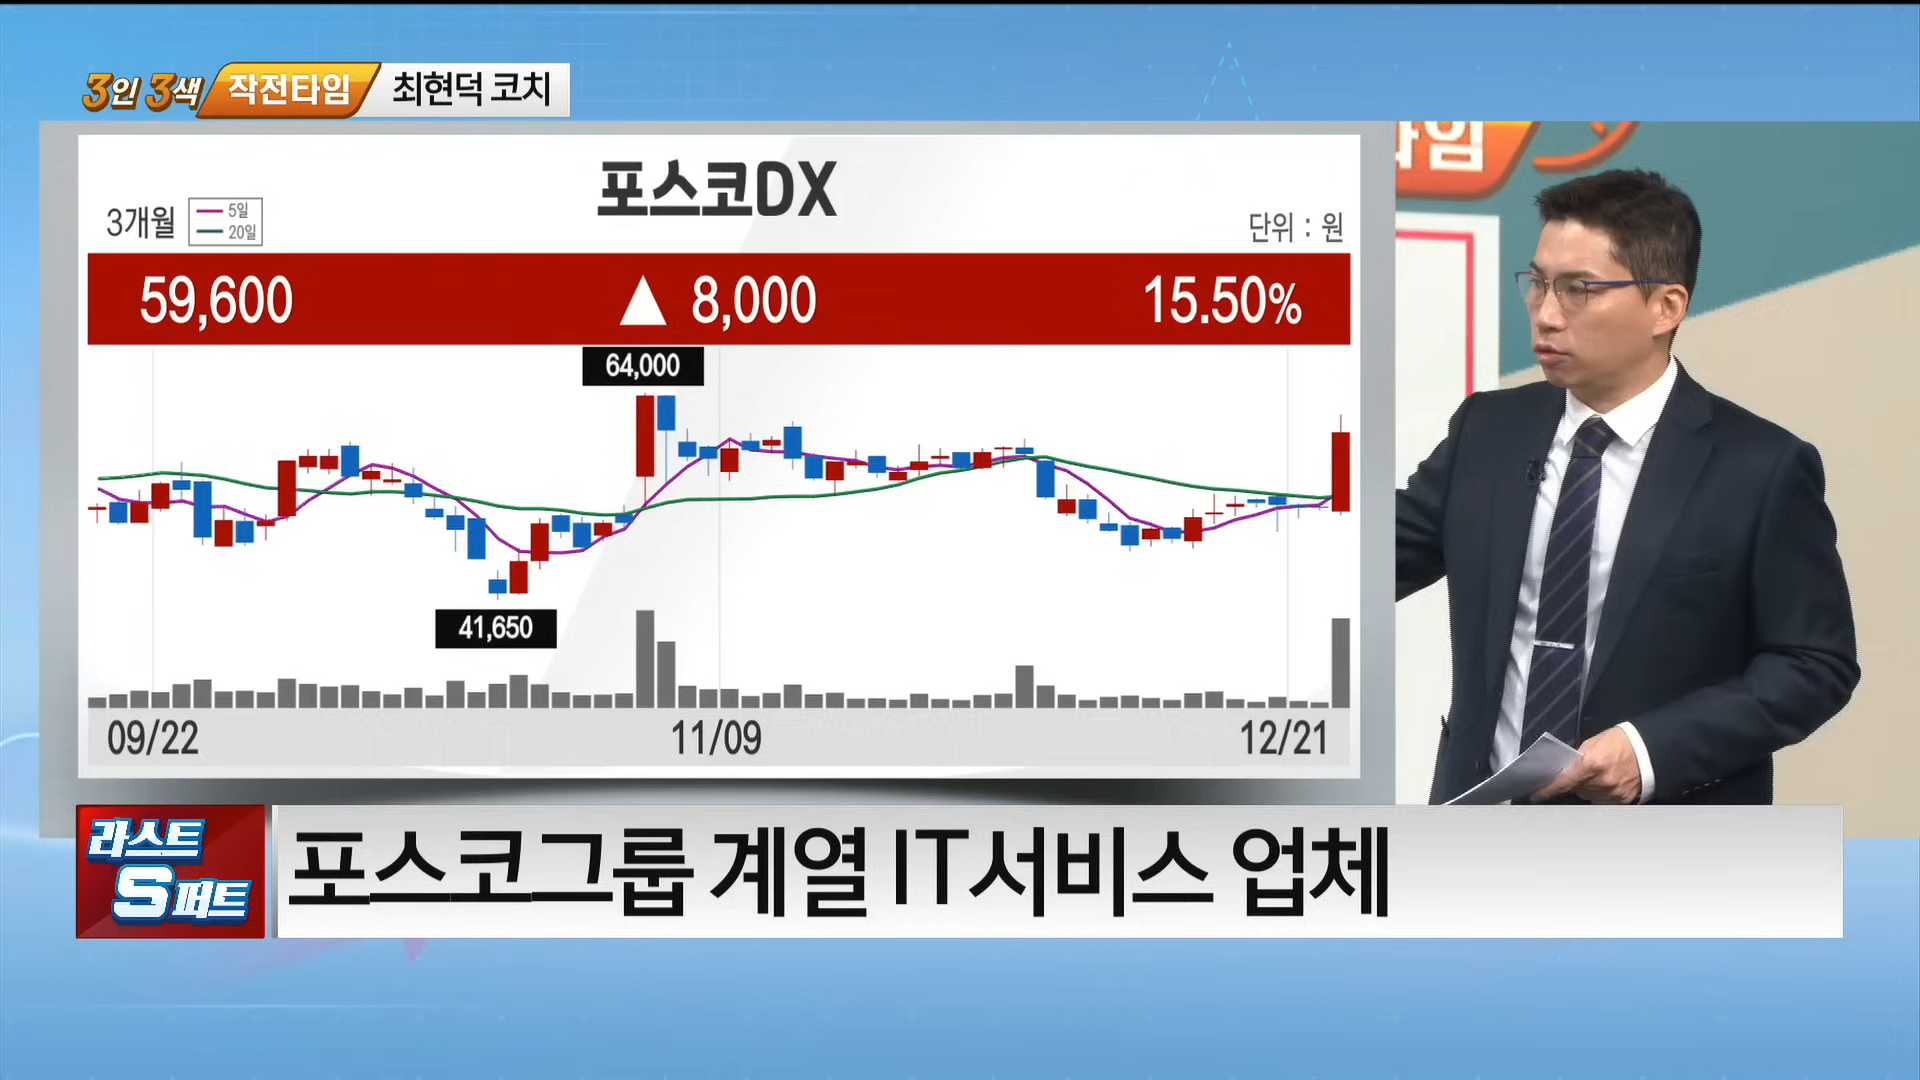 3인 3색 작전타임 최현덕 코치
타임
포스코DX
3개월
5일
20일
단위 : 원
59,600 ▲ 8,000 15.50%
64,000
41,650
09/22 11/09 12/21
라스트
S퍼트
포스코그룹 계열 IT서비스 업체